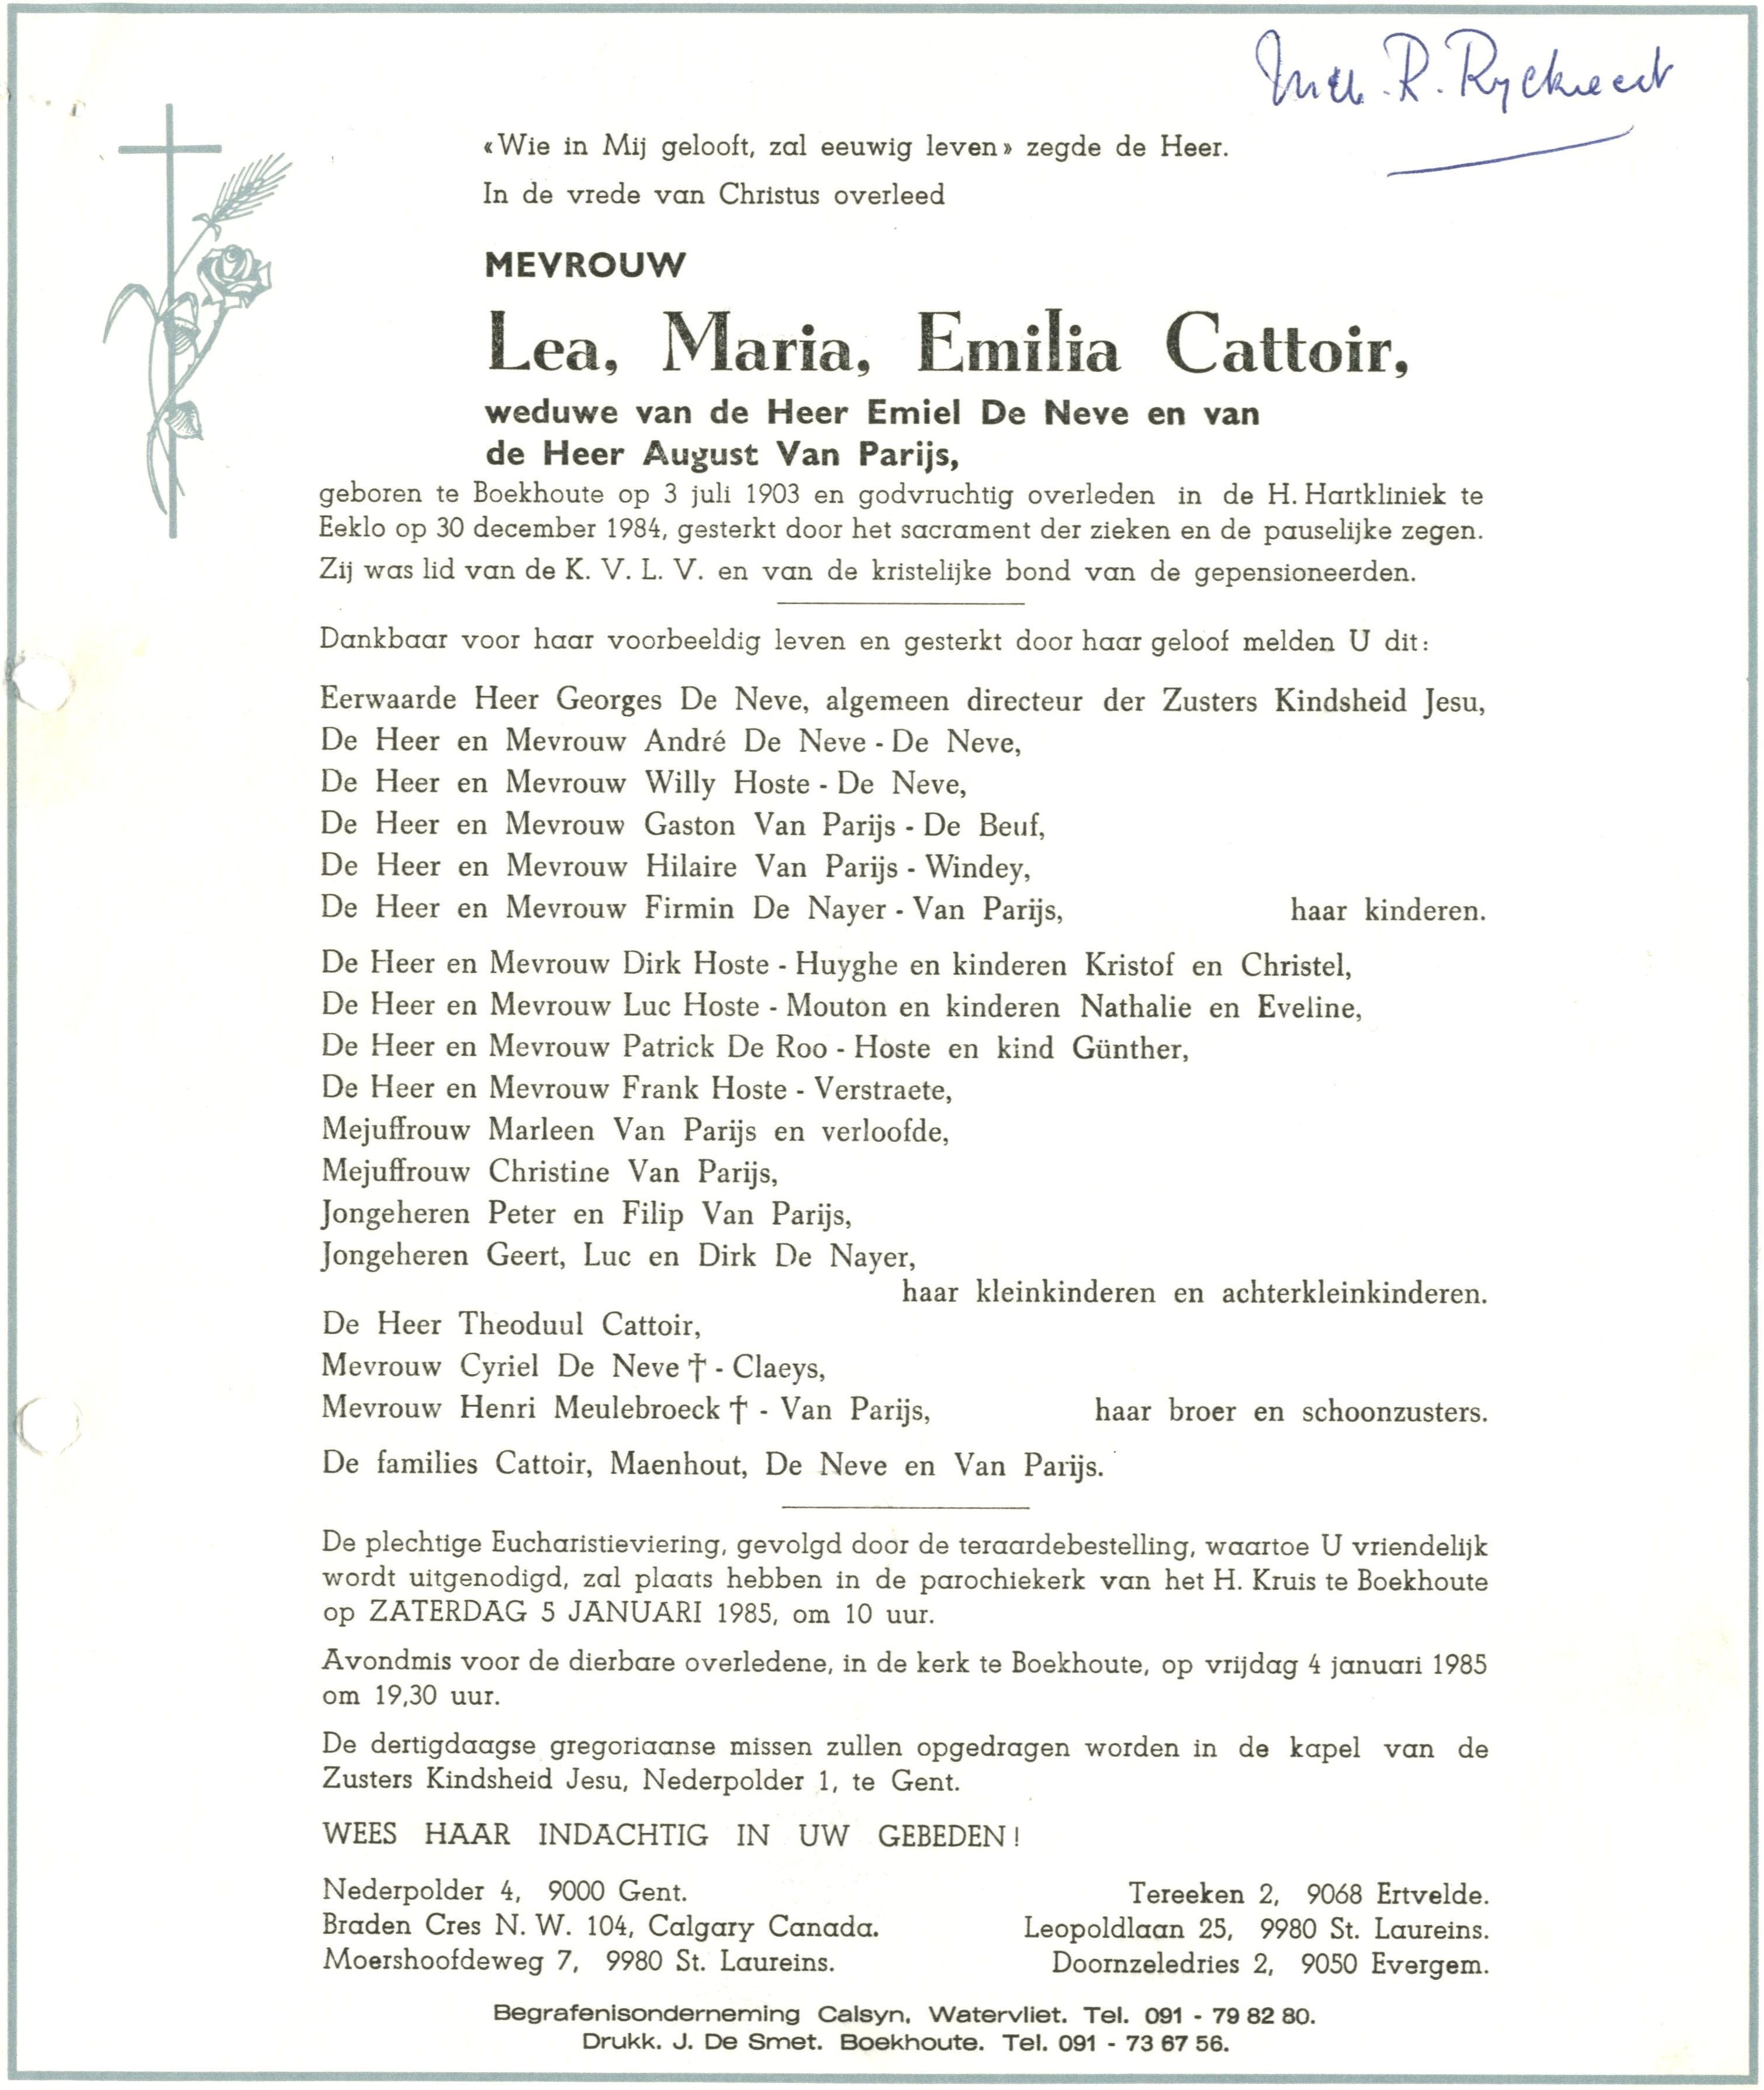 R. Ryckaert
«Wie in Mij gelooft, zal eeuwig leven» zegde de Heer.
In de vrede van Christus overleed
MEVROUW
Lea, Maria, Emilia Cattoir,
weduwe van de Heer Emiel De Neve en van
de Heer August Van Parijs,
geboren te Boekhoute op 3 juli 1903 en godvruchtig overleden in de H. Hartkliniek te
Eeklo op 30 december 1984, gesterkt door het sacrament der zieken en de pauselijke zegen.
Zij was lid van de K. V. L. V. en van de kristelijke bond van de gepensioneerden.
Dankbaar voor haar voorbeeldig leven en gesterkt door haar geloof melden U dit:
Eerwaarde Heer Georges De Neve, algemeen directeur der Zusters Kindsheid Jesu,
De Heer en Mevrouw André De Neve - De Neve,
De Heer en Mevrouw Willy Hoste - De Neve,
De Heer en Mevrouw Gaston Van Parijs - De Beuf,
De Heer en Mevrouw Hilaire Van Parijs - Windey,
De Heer en Mevrouw Firmin De Nayer - Van Parijs, haar kinderen.
De Heer en Mevrouw Dirk Hoste - Huyghe en kinderen Kristof en Christel,
De Heer en Mevrouw Luc Hoste - Mouton en kinderen Nathalie en Eveline,
De Heer en Mevrouw Patrick De Roo - Hoste en kind Günther,
De Heer en Mevrouw Frank Hoste - Verstraete,
Mejuffrouw Marleen Van Parijs en verloofde,
Mejuffrouw Christine Van Parijs,
Jongeheren Peter en Filip Van Parijs,
Jongeheren Geert, Luc en Dirk De Nayer,
haar kleinkinderen en achterkleinkinderen.
De Heer Theoduul Cattoir,
Mevrouw Cyriel De Neve † - Claeys,
Mevrouw Henri Meulebroeck † - Van Parijs, haar broer en schoonzusters.
De families Cattoir, Maenhout, De Neve en Van Parijs.
De plechtige Eucharistieviering, gevolgd door de teraardebestelling, waartoe U vriendelijk
wordt uitgenodigd, zal plaats hebben in de parochiekerk van het H. Kruis te Boekhoute
op ZATERDAG 5 JANUARI 1985, om 10 uur.
Avondmis voor de dierbare overledene, in de kerk te Boekhoute, op vrijdag 4 januari 1985
om 19,30 uur.
De dertigdaagse gregoriaanse missen zullen opgedragen worden in de kapel van de
Zusters Kindsheid Jesu, Nederpolder 1, te Gent.
WEES HAAR INDACHTIG IN UW GEBEDEN!
Nederpolder 4, 9000 Gent. Tereeken 2, 9068 Ertvelde.
Braden Cres N. W. 104, Calgary Canada. Leopoldlaan 25, 9980 St. Laureins.
Moershoofdeweg 7, 9980 St. Laureins. Doornzeledries 2, 9050 Evergem.
Begrafenisonderneming Calsyn, Watervliet. Tel. 091 - 79 82 80.
Drukk. J. De Smet. Boekhoute. Tel. 091 - 73 67 56.